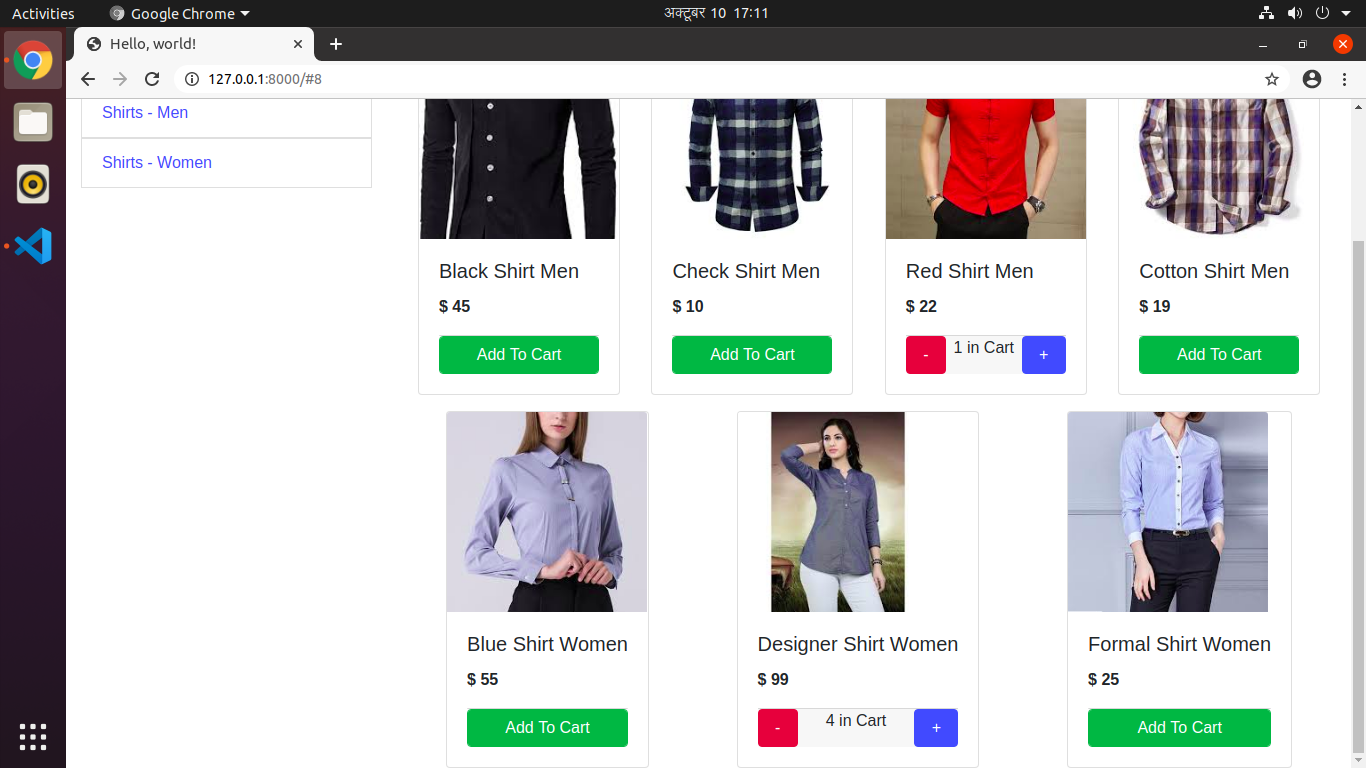 Activities
Google Chrome
अक्टूबर 10 17:11
Hello, world!
127.0.0.1:8000/#8
Shirts - Men
Shirts - Women
Black Shirt Men
$ 45
Add To Cart
Check Shirt Men
$ 10
Add To Cart
Red Shirt Men
$ 22
- 1 in Cart +
Cotton Shirt Men
$ 19
Add To Cart
Blue Shirt Women
$ 55
Add To Cart
Designer Shirt Women
$ 99
- 4 in Cart +
Formal Shirt Women
$ 25
Add To Cart